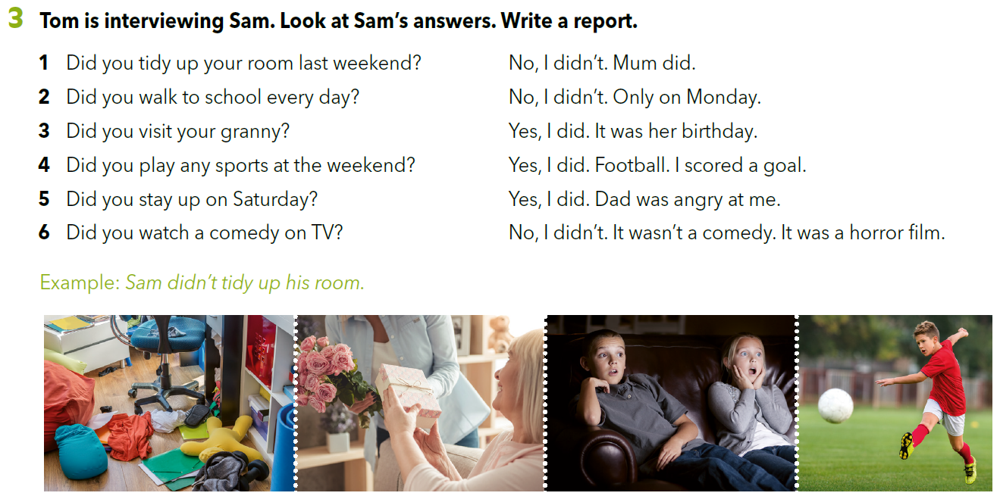 3 Tom is interviewing Sam. Look at Sam's answers. Write a report.
1 Did you tidy up your room last weekend? No, I didn't. Mum did.
2 Did you walk to school every day? No, I didn't. Only on Monday.
3 Did you visit your granny? Yes, I did. It was her birthday.
4 Did you play any sports at the weekend? Yes, I did. Football. I scored a goal.
5 Did you stay up on Saturday? Yes, I did. Dad was angry at me.
6 Did you watch a comedy on TV? No, I didn't. It wasn't a comedy. It was a horror film.
Example: Sam didn't tidy up his room.